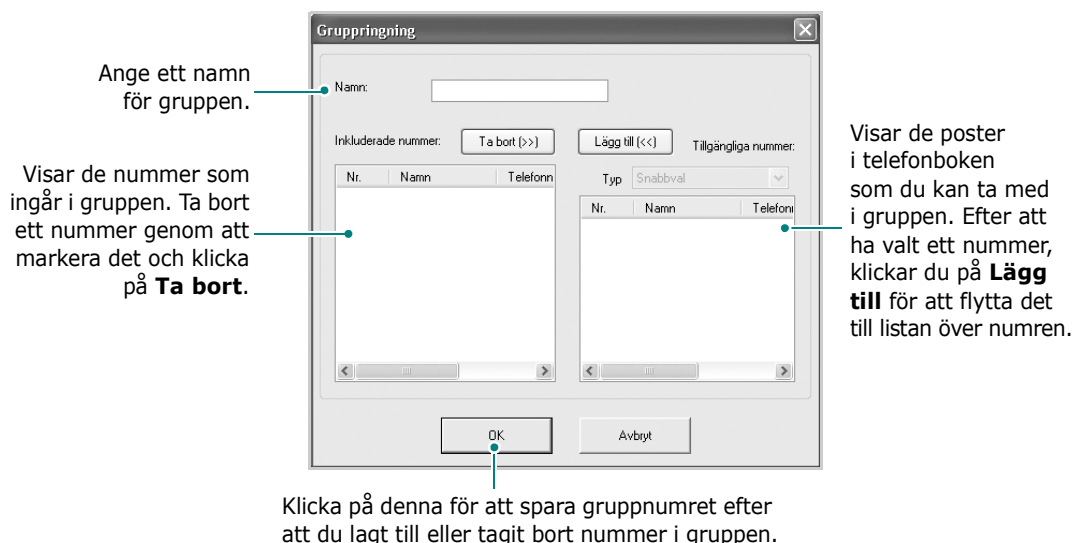 Gruppringning
Ange ett namn
för gruppen.
Namn:
Inkluderade nummer:
Ta bort (>>)
Lägg till (<<)
Tillgängliga nummer:
Typ
Snabbval
Nr.
Namn
Telefonn
Nr.
Namn
Telefonn
Visar de nummer som
ingår i gruppen. Ta bort
ett nummer genom att
markera det och klicka
på Ta bort.
Visar de poster
i telefonboken
som du kan ta med
i gruppen. Efter att
ha valt ett nummer,
klickar du på Lägg
till för att flytta det
till listan över numren.
OK
Avbryt
Klicka på denna för att spara gruppnumret efter
att du lagt till eller tagit bort nummer i gruppen.